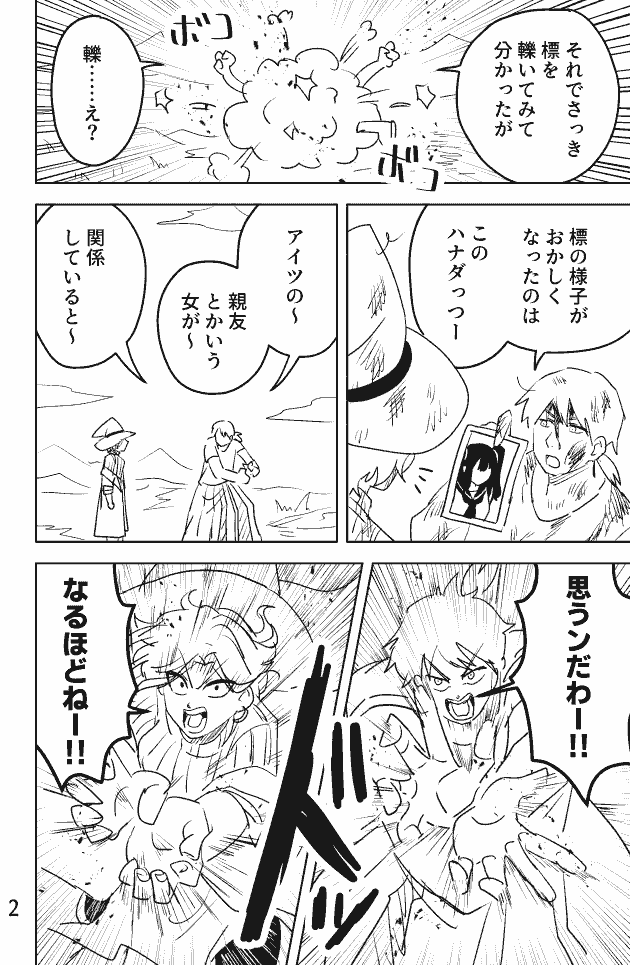 それでさっき
標を
轢いてみて
分かったが
ボコ
ボコ
轢……え？
標の様子が
おかしく
なったのは
この
ハナダっつー
アイツの〜
親友
とかいう
女が〜
関係
していると〜
思うンだわー!!
ドッ
なるほどねー!!
2